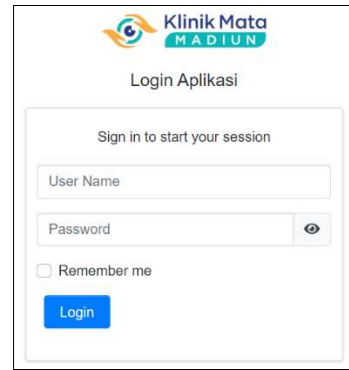 Klinik Mata
MADIUN
Login Aplikasi
Sign in to start your session
User Name
Password
Remember me
Login